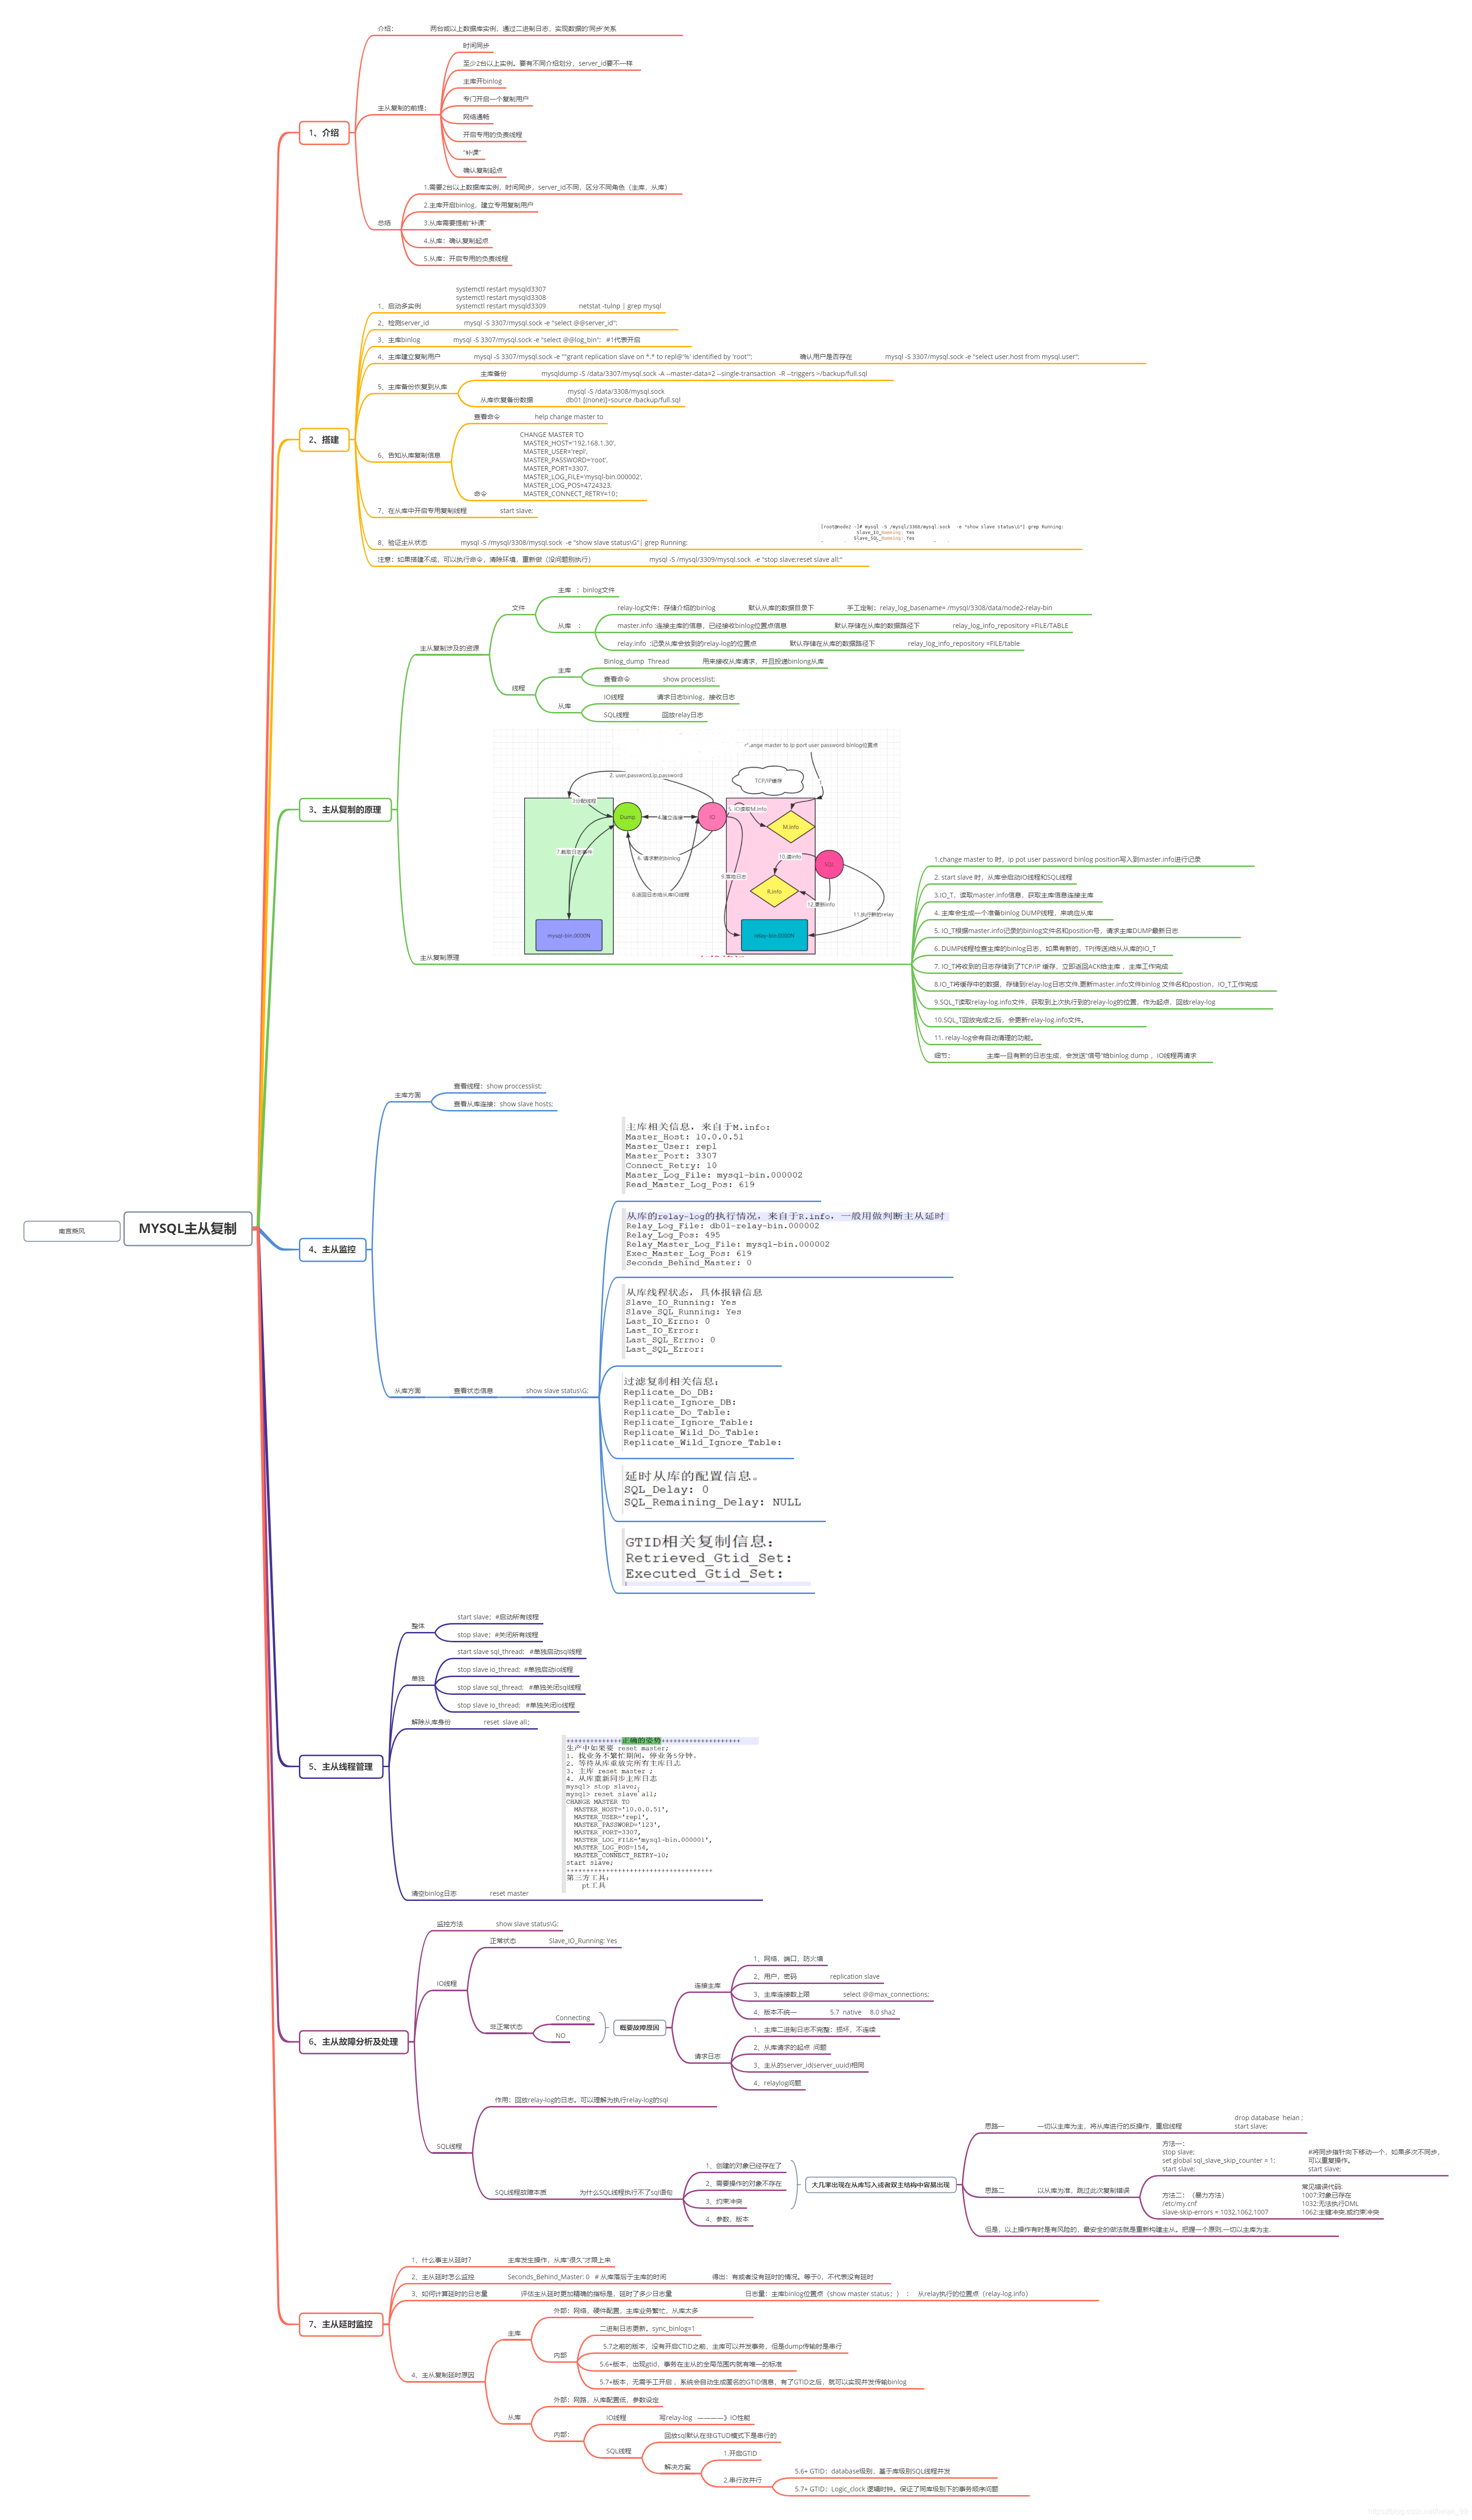 南宫乘风
MYSQL主从复制
1、介绍
介绍：
两台或以上数据库实例，通过二进制日志，实现数据的‘同步’关系
主从复制的前提：
时间同步
至少2台以上实例。要有不同介绍划分，server_id要不一样
主库开binlog
专门开启一个复制用户
网络通畅
开启专用的负责线程
“补课”
确认复制起点
总结
1.需要2台以上数据库实例，时间同步，server_id不同，区分不同角色（主库，从库）
2.主库开启binlog，建立专用复制用户
3.从库需要提前“补课”
4.从库：确认复制起点
5.从库：开启专用的负责线程
2、搭建
1、启动多实例
systemctl restart mysqld3307
systemctl restart mysqld3308
systemctl restart mysqld3309
netstat -tulnp | grep mysql
2、检测server_id
mysql -S 3307/mysql.sock -e "select @@server_id";
3、主库binlog
mysql -S 3307/mysql.sock -e "select @@log_bin"; #1代表开启
4、主库建立复制用户
mysql -S 3307/mysql.sock -e ""grant replication slave on *.* to repl@'%' identified by 'root'";
确认用户是否存在
mysql -S 3307/mysql.sock -e "select user,host from mysql.user";
5、主库备份恢复到从库
主库备份
mysqldump -S /data/3307/mysql.sock -A --master-data=2 --single-transaction -R --triggers >/backup/full.sql
从库恢复备份数据
mysql -S /data/3308/mysql.sock
db01 [(none)]>source /backup/full.sql
6、告知从库复制信息
查看命令
help change master to
命令
CHANGE MASTER TO
MASTER_HOST='192.168.1.30',
MASTER_USER='repl',
MASTER_PASSWORD='root',
MASTER_PORT=3307,
MASTER_LOG_FILE='mysql-bin.000002',
MASTER_LOG_POS=4724323,
MASTER_CONNECT_RETRY=10;
7、在从库中开启专用复制线程
start slave;
8、验证主从状态
mysql -S /mysql/3308/mysql.sock -e "show slave status\G"| grep Running:
[root@node2 ~]# mysql -S /mysql/3308/mysql.sock -e "show slave status\G"| grep Running:
Slave_IO_Running: Yes
Slave_SQL_Running: Yes
注意：如果搭建不成，可以执行命令，清除环境，重新做（没问题别执行）
mysql -S /mysql/3309/mysql.sock -e "stop slave;reset slave all;"
3、主从复制的原理
主从复制涉及的资源
文件
主库 ：binlog文件
从库 ：
relay-log文件：存储介绍的binlog
默认从库的数据目录下
手工定制：relay_log_basename= /mysql/3308/data/node2-relay-bin
master.info :连接主库的信息，已经接收binlog位置点信息
默认存储在从库的数据路径下
relay_log_info_repository =FILE/TABLE
relay.info :记录从库会放到的relay-log的位置点
默认存储在从库的数据路径下
relay_log_info_repository =FILE/table
线程
主库
Binlog_dump Thread
用来接收从库请求，并且投递binlong从库
查看命令
show processlist;
从库
IO线程
请求日志binlog，接收日志
SQL线程
回放relay日志
主从复制原理
ange master to ip port user password binlog位置点
2. user,password,ip,password
TCP/IP缓存
3分配线程
Dump
4.建立连接
IO
5. IO读取M.info
M.info
7.截取日志事件
6. 请求新的binlog
10.读info
SQL
9.落地日志
8.返回日志给从库IO线程
R.info
12.更新info
11.执行新的relay
mysql-bin.0000N
relay-bin.0000N
1.change master to 时，ip pot user password binlog position写入到master.info进行记录
2. start slave 时，从库会启动IO线程和SQL线程
3.IO_T，读取master.info信息，获取主库信息连接主库
4. 主库会生成一个准备binlog DUMP线程，来响应从库
5. IO_T根据master.info记录的binlog文件名和position号，请求主库DUMP最新日志
6. DUMP线程检查主库的binlog日志，如果有新的，TP(传送)给从从库的IO_T
7. IO_T将收到的日志存储到了TCP/IP 缓存，立即返回ACK给主库 ，主库工作完成
8.IO_T将缓存中的数据，存储到relay-log日志文件,更新master.info文件binlog 文件名和postion，IO_T工作完成
9.SQL_T读取relay-log.info文件，获取到上次执行到的relay-log的位置，作为起点，回放relay-log
10.SQL_T回放完成之后，会更新relay-log.info文件。
11. relay-log会有自动清理的功能。
细节：
主库一旦有新的日志生成，会发送“信号”给binlog dump ，IO线程再请求
4、主从监控
主库方面
查看线程：show proccesslist;
查看从库连接：show slave hosts;
从库方面
查看状态信息
show slave status\G;
主库相关信息，来自于M.info:
Master_Host: 10.0.0.51
Master_User: repl
Master_Port: 3307
Connect_Retry: 10
Master_Log_File: mysql-bin.000002
Read_Master_Log_Pos: 619
从库的relay-log的执行情况，来自于R.info，一般用做判断主从延时
Relay_Log_File: db01-relay-bin.000002
Relay_Log_Pos: 495
Relay_Master_Log_File: mysql-bin.000002
Exec_Master_Log_Pos: 619
Seconds_Behind_Master: 0
从库线程状态，具体报错信息
Slave_IO_Running: Yes
Slave_SQL_Running: Yes
Last_IO_Errno: 0
Last_IO_Error:
Last_SQL_Errno: 0
Last_SQL_Error:
过滤复制相关信息：
Replicate_Do_DB:
Replicate_Ignore_DB:
Replicate_Do_Table:
Replicate_Ignore_Table:
Replicate_Wild_Do_Table:
Replicate_Wild_Ignore_Table:
延时从库的配置信息。
SQL_Delay: 0
SQL_Remaining_Delay: NULL
GTID相关复制信息：
Retrieved_Gtid_Set:
Executed_Gtid_Set:
5、主从线程管理
整体
start slave；#启动所有线程
stop slave；#关闭所有线程
单独
start slave sql_thread; #单独启动sql线程
stop slave io_thread; #单独启动io线程
stop slave sql_thread; #单独关闭sql线程
stop slave io_thread; #单独关闭io线程
解除从库身份
reset slave all；
清空binlog日志
reset master
++++++++++++++正确的姿势++++++++++++++++++++
生产中如果要 reset master;
1. 找业务不繁忙期间，停业务5分钟。
2. 等待从库重放完所有主库日志
3. 主库 reset master ;
4. 从库重新同步主库日志
mysql> stop slave;
mysql> reset slave all;
CHANGE MASTER TO
MASTER_HOST='10.0.0.51',
MASTER_USER='repl',
MASTER_PASSWORD='123',
MASTER_PORT=3307,
MASTER_LOG_FILE='mysql-bin.000001',
MASTER_LOG_POS=154,
MASTER_CONNECT_RETRY=10;
start slave;
+++++++++++++++++++++++++++++++++++++
第三方工具：
pt工具
6、主从故障分析及处理
监控方法
show slave status\G;
IO线程
正常状态
Slave_IO_Running: Yes
非正常状态
Connecting
NO
概要故障原因
连接主库
1、网络，端口，防火墙
2、用户，密码
replication slave
3、主库连接数上限
select @@max_connections;
4、版本不统一
5.7 native 8.0 sha2
请求日志
1、主库二进制日志不完整：损坏、不连续
2、从库请求的起点 问题
3、主从的server_id(server_uuid)相同
4、relaylog问题
SQL线程
作用：回放relay-log的日志。可以理解为执行relay-log的sql
SQL线程故障本质
为什么SQL线程执行不了sql语句
1、创建的对象已经存在了
2、需要操作的对象不存在
3、约束冲突
4、参数，版本
大几率出现在从库写入或者双主结构中容易出现
思路一
一切以主库为主，将从库进行的反操作，重启线程
drop database heian ;
start slave;
思路二
以从库为准，跳过此次复制错误
方法一：
stop slave;
set global sql_slave_skip_counter = 1;
start slave;
#将同步指针向下移动一个，如果多次不同步，
可以重复操作。
start slave;
方法二：（暴力方法）
/etc/my.cnf
slave-skip-errors = 1032,1062,1007
常见错误代码:
1007:对象已存在
1032:无法执行DML
1062:主键冲突,或约束冲突
但是，以上操作有时是有风险的，最安全的做法就是重新构建主从。把握一个原则,一切以主库为主.
7、主从延时监控
1、什么事主从延时？
主库发生操作，从库“很久”才跟上来
2、主从延时怎么监控
Seconds_Behind_Master: 0 # 从库落后于主库的时间
得出：有或者没有延时的情况。等于0，不代表没有延时
3、如何计算延时的日志量
评估主从延时更加精确的指标是，延时了多少日志量
日志量：主库binlog位置点（show master status；） ： 从relay执行的位置点（relay-log.info）
4、主从复制延时原因
主库
外部：网络，硬件配置，主库业务繁忙，从库太多
内部
二进制日志更新。sync_binlog=1
5.7之前的版本，没有开启CTID之前，主库可以并发事务，但是dump传输时是串行
5.6+版本，出现gtid，事务在主从的全局范围内就有唯一的标准
5.7+版本，无需手工开启 ，系统会自动生成匿名的GTID信息，有了GTID之后，就可以实现并发传输binlog
从库
外部：网路，从库配置低，参数设定
内部：
IO线程
写relay-log ————》IO性能
SQL线程
回放sql默认在非GTUD模式下是串行的
解决方案
1.开启GTID
2.串行改并行
5.6+ GTID：database级别，基于库级别SQL线程并发
5.7+ GTID：Logic_clock 逻辑时钟。保证了同库级别下的事务顺序问题